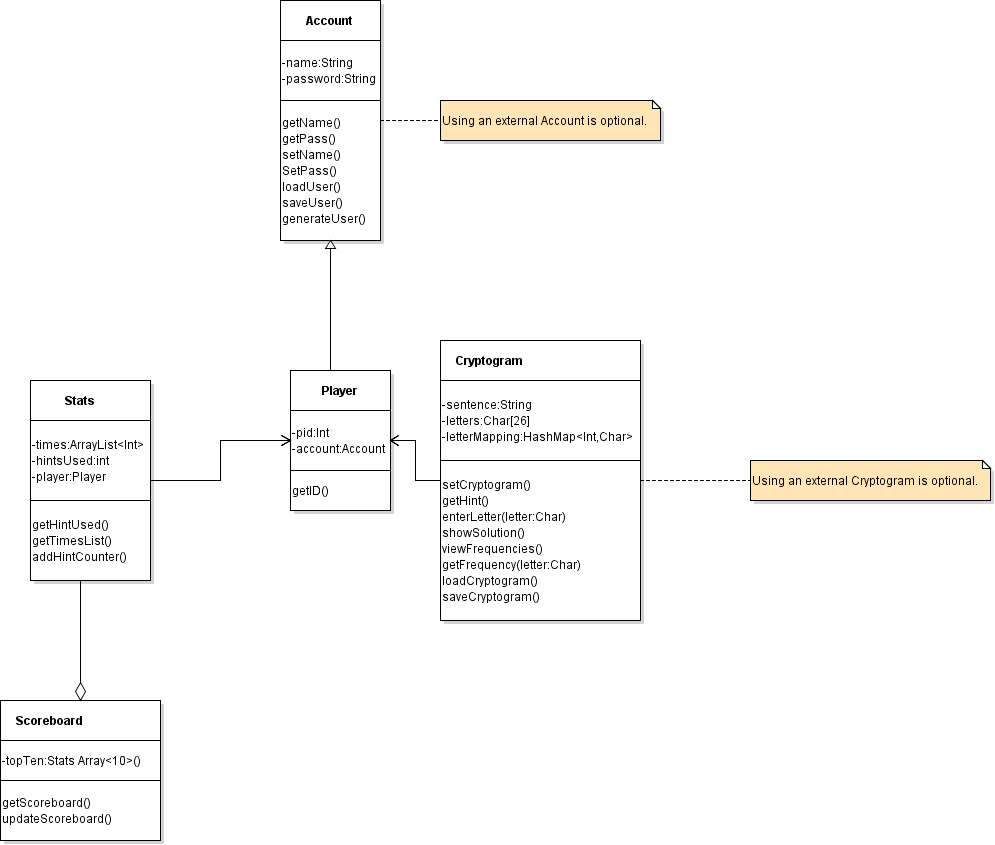 Account
-name:String
-password:String
getName()
getPass()
setName()
SetPass()
loadUser()
saveUser()
generateUser()
Using an external Account is optional.
Player
-pid:Int
-account:Account
getID()
Stats
-times:ArrayList<Int>
-hintsUsed:int
-player:Player
getHintUsed()
getTimesList()
addHintCounter()
Cryptogram
-sentence:String
-letters:Char[26]
-letterMapping:HashMap<Int,Char>
setCryptogram()
getHint()
enterLetter(letter:Char)
showSolution()
viewFrequencies()
getFrequency(letter:Char)
loadCryptogram()
saveCryptogram()
Using an external Cryptogram is optional.
Scoreboard
-topTen:Stats Array<10>()
getScoreboard()
updateScoreboard()